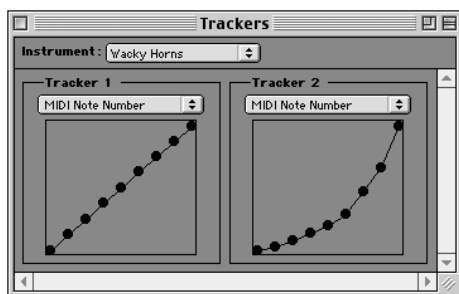 Trackers
Instrument: Wacky Horns
Tracker 1
MIDI Note Number
Tracker 2
MIDI Note Number